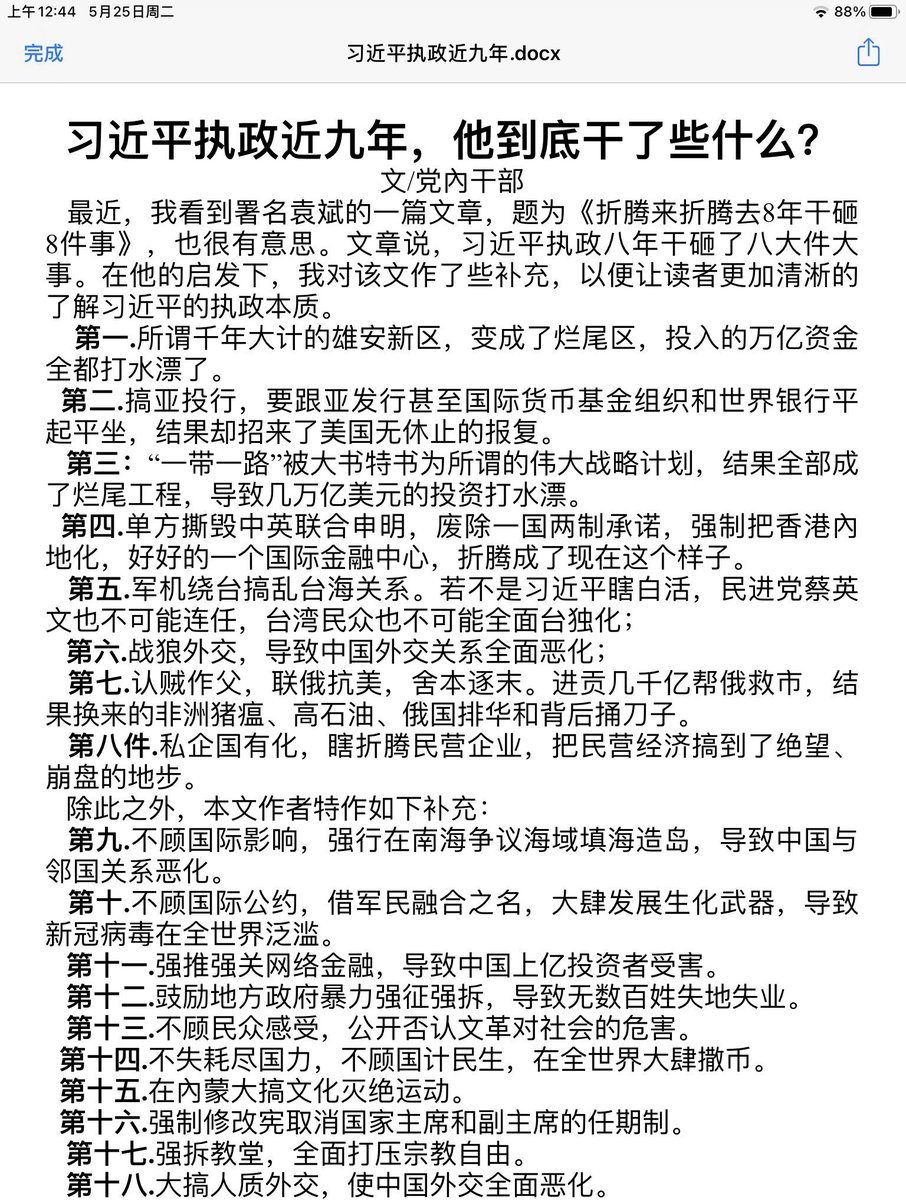 上午12:44 5月25日周二
88%
完成
习近平执政近九年.docx
习近平执政近九年，他到底干了些什么？
文/党內干部
最近，我看到署名袁斌的一篇文章，题为《折腾来折腾去8年干砸
8件事》，也很有意思。文章说，习近平执政八年干砸了八大件大
事。在他的启发下，我对该文作了些补充，以便让读者更加清淅的
了解习近平的执政本质。
第一.所谓千年大计的雄安新区，变成了烂尾区，投入的万亿资金
全都打水漂了。
第二.搞亚投行，要跟亚发行甚至国际货币基金组织和世界银行平
起平坐，结果却招来了美国无休止的报复。
第三：“一带一路”被大书特书为所谓的伟大战略计划，结果全部成
了烂尾工程，导致几万亿美元的投资打水漂。
第四.单方撕毁中英联合申明，废除一国两制承诺，强制把香港內
地化，好好的一个国际金融中心，折腾成了现在这个样子。
第五.军机绕台搞乱台海关系。若不是习近平瞎白活，民进党蔡英
文也不可能连任，台湾民众也不可能全面台独化；
第六.战狼外交，导致中国外交关系全面恶化；
第七.认贼作父，联俄抗美，舍本逐末。进贡几千亿帮俄救市，结
果换来的非洲猪瘟、高石油、俄国排华和背后捅刀子。
第八件.私企国有化，瞎折腾民营企业，把民营经济搞到了绝望、
崩盘的地步。
除此之外，本文作者特作如下补充：
第九.不顾国际影响，强行在南海争议海域填海造岛，导致中国与
邻国关系恶化。
第十.不顾国际公约，借军民融合之名，大肆发展生化武器，导致
新冠病毒在全世界泛滥。
第十一.强推强关网络金融，导致中国上亿投资者受害。
第十二.鼓励地方政府暴力强征强拆，导致无数百姓失地失业。
第十三.不顾民众感受，公开否认文革对社会的危害。
第十四.不失耗尽国力，不顾国计民生，在全世界大肆撒币。
第十五.在內蒙大搞文化灭绝运动。
第十六.强制修改宪取消国家主席和副主席的任期制。
第十七.强拆教堂，全面打压宗教自由。
第十八.大搞人质外交，使中国外交全面恶化。